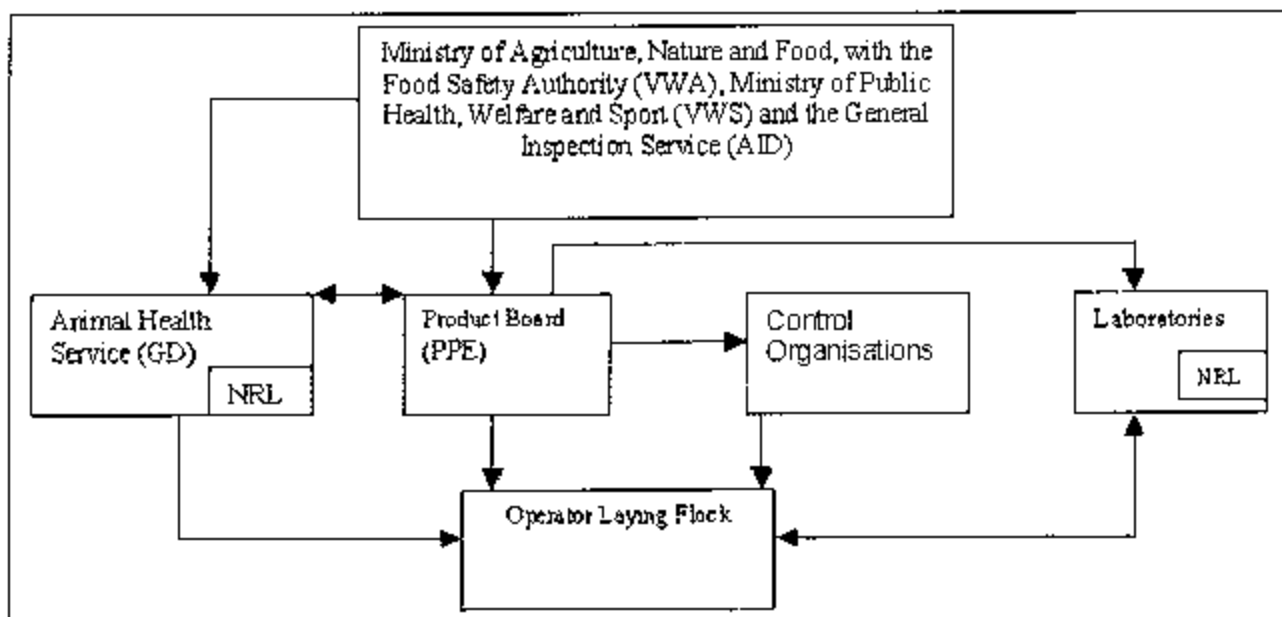 Ministry of Agriculture, Nature and Food, with the
Food Safety Authority (VWA), Ministry of Public
Health, Welfare and Sport (VWS) and the General
Inspection Service (AID)
Animal Health
Service (GD)
NRL
Product Board
(PPE)
Control
Organisations
Laboratories
NRL
Operator Laying Flock